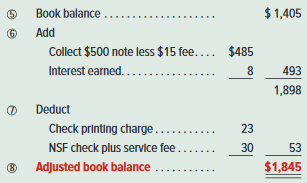 ⑤ Book balance .................... $ 1,405
⑥ Add
Collect $500 note less $15 fee.... $485
Interest earned................. 8 493
1,898
⑦ Deduct
Check printing charge........... 23
NSF check plus service fee....... 30 53
⑧ Adjusted book balance ........... $1,845